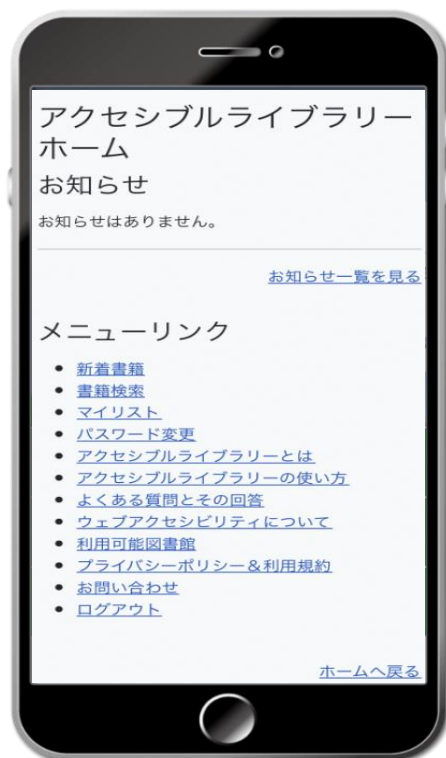 アクセシブルライブラリー
ホーム
お知らせ
お知らせはありません。
お知らせ一覧を見る
メニューリンク
新着書籍
書籍検索
マイリスト
パスワード変更
アクセシブルライブラリーとは
アクセシブルライブラリーの使い方
よくある質問とその回答
ウェブアクセシビリティについて
利用可能図書館
プライバシーポリシー＆利用規約
お問い合わせ
ログアウト
ホームへ戻る